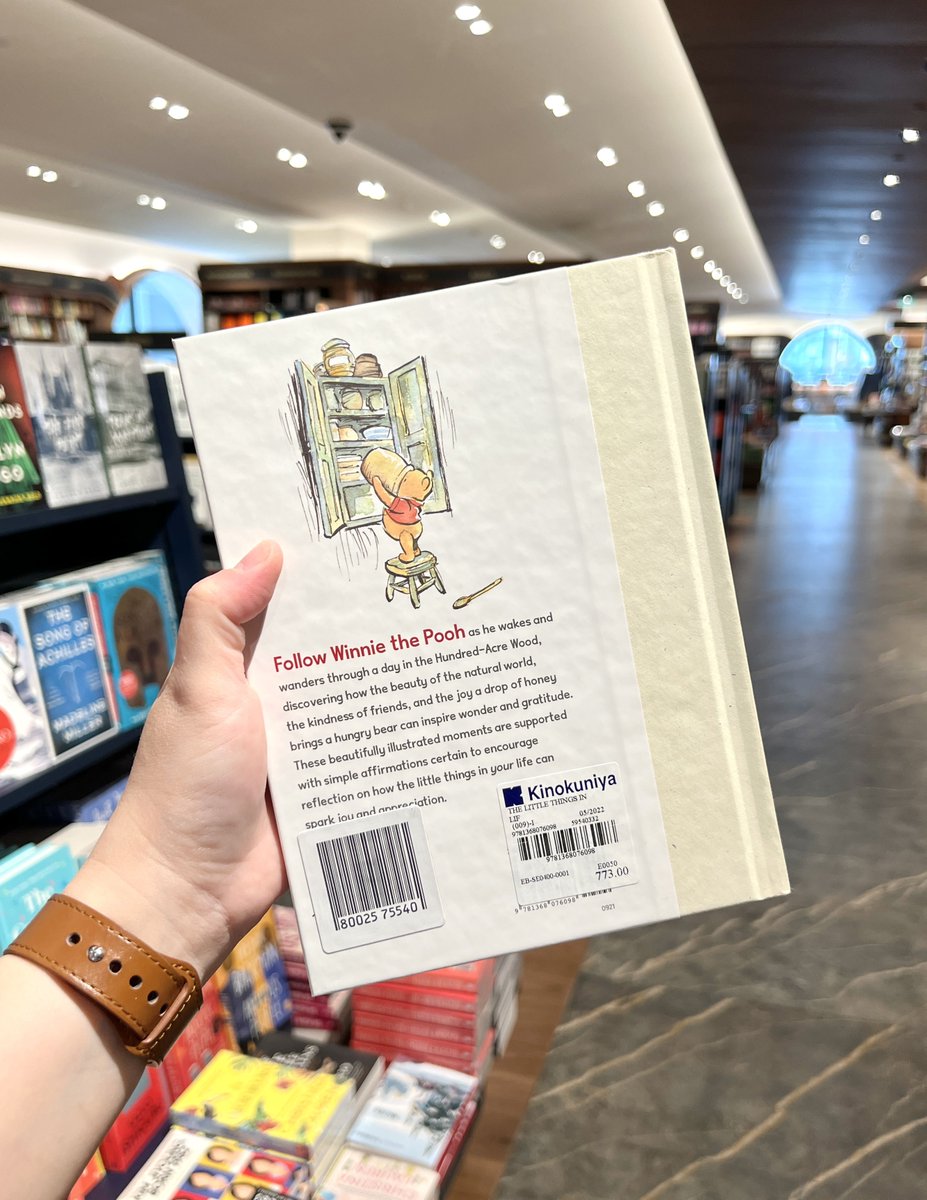 Follow Winnie the Pooh as he wakes and
wanders through a day in the Hundred-Acre Wood,
discovering how the beauty of the natural world,
the kindness of friends, and the joy a drop of honey
brings a hungry bear can inspire wonder and gratitude.
These beautifully illustrated moments are supported
with simple affirmations certain to encourage
reflection on how the little things in your life can
spark joy and appreciation.
Kinokuniya
THE LITTLE THINGS IN
LIF
05/2022
(009)-1
9781368076098 59540332
9781368076098
EB-SE0400-0001 E0050
773.00
9 781368 076098
0921
80025 75540
THE
SONG OF
ACHILLES
MADELINE
MILLER
The